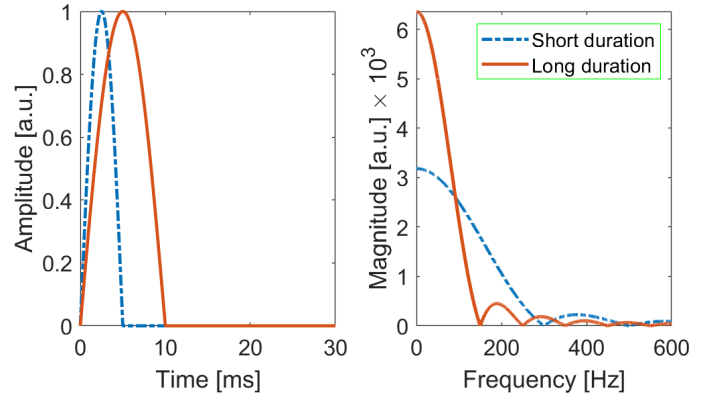 1
0.8
0.6
0.4
0.2
0
Amplitude [a.u.]
0 10 20 30
Time [ms]
6
5
4
3
2
1
0
Magnitude [a.u.] × 10³
Short duration
Long duration
0 200 400 600
Frequency [Hz]